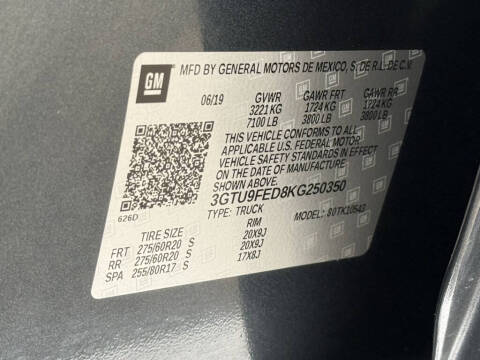 GM
MFD BY GENERAL MOTORS DE MEXICO, S. DE R.L. DE C.V.
06/19 GVWR GAWR FRT GAWR RR
3221 KG 1724 KG 1724 KG
7100 LB 3800 LB 3800 LB
THIS VEHICLE CONFORMS TO ALL
APPLICABLE U.S. FEDERAL MOTOR
VEHICLE SAFETY STANDARDS IN EFFECT
ON THE DATE OF MANUFACTURE
SHOWN ABOVE.
3GTU9FED8KG250350
626D
TYPE: TRUCK MODEL: 80TK10543
TIRE SIZE RIM
FRT 275/60R20 S 20X9J
RR 275/60R20 S 20X9J
SPA 255/80R17 S 17X8J